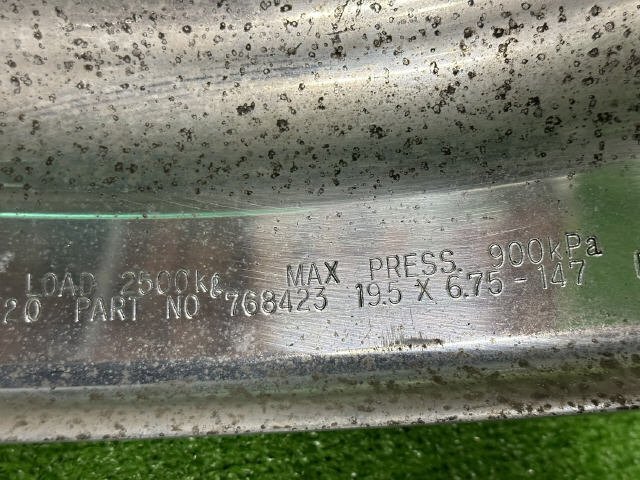 LOAD 2500kg MAX PRESS. 900kPa
20 PART NO 768423 19.5 X 6.75-147